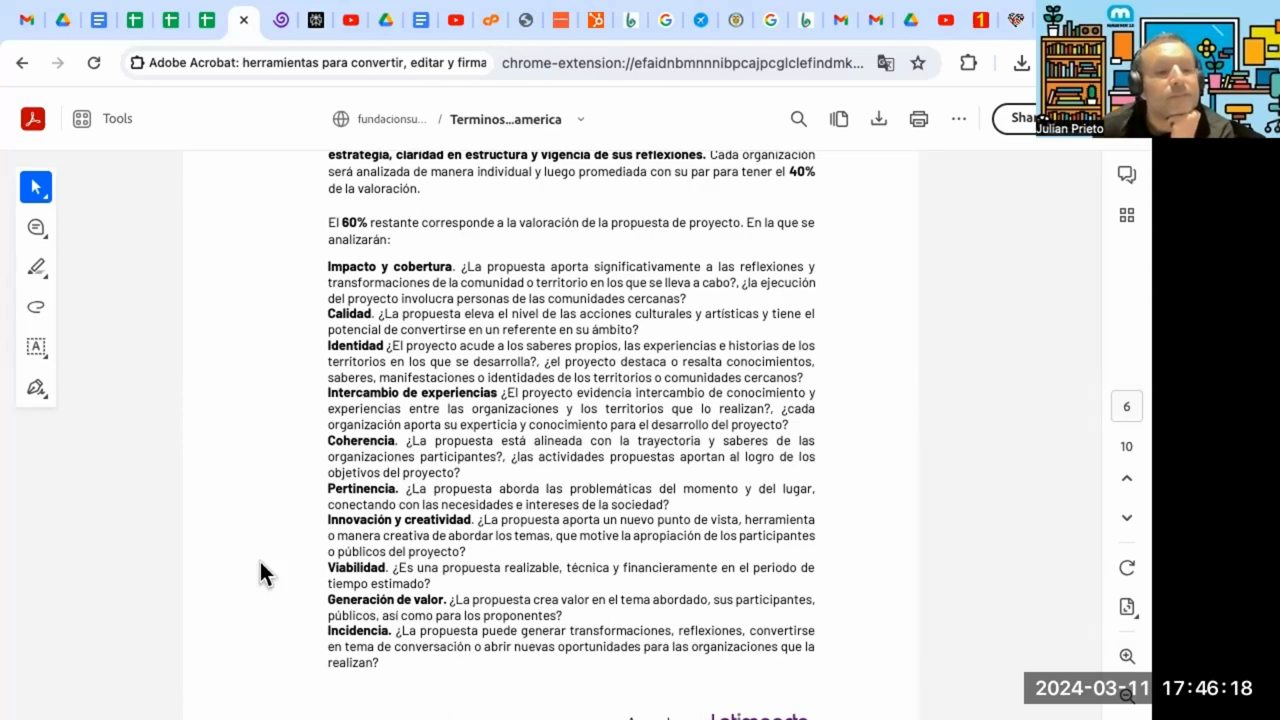 Adobe Acrobat: herramientas para convertir, editar y firma
chrome-extension://efaidnbmnnnibpcajpcglclefindmk...
Tools
fundacionsu... / Terminos...america
Shar
Julian Prieto
estrategia, claridad en estructura y vigencia de sus reflexiones. Cada organización
será analizada de manera individual y luego promediada con su par para tener el 40%
de la valoración.
El 60% restante corresponde a la valoración de la propuesta de proyecto. En la que se
analizarán:
Impacto y cobertura. ¿La propuesta aporta significativamente a las reflexiones y
transformaciones de la comunidad o territorio en los que se lleva a cabo?, ¿la ejecución
del proyecto involucra personas de las comunidades cercanas?
Calidad. ¿La propuesta eleva el nivel de las acciones culturales y artísticas y tiene el
potencial de convertirse en un referente en su ámbito?
Identidad ¿El proyecto acude a los saberes propios, las experiencias e historias de los
territorios en los que se desarrolla?, ¿el proyecto destaca o resalta conocimientos,
saberes, manifestaciones o identidades de los territorios o comunidades cercanos?
Intercambio de experiencias ¿El proyecto evidencia intercambio de conocimiento y
experiencias entre las organizaciones y los territorios que lo realizan?, ¿cada
organización aporta su experticia y conocimiento para el desarrollo del proyecto?
Coherencia. ¿La propuesta está alineada con la trayectoria y saberes de las
organizaciones participantes?, ¿las actividades propuestas aportan al logro de los
objetivos del proyecto?
Pertinencia. ¿La propuesta aborda las problemáticas del momento y del lugar,
conectando con las necesidades e intereses de la sociedad?
Innovación y creatividad. ¿La propuesta aporta un nuevo punto de vista, herramienta
o manera creativa de abordar los temas, que motive la apropiación de los participantes
o públicos del proyecto?
Viabilidad. ¿Es una propuesta realizable, técnica y financieramente en el periodo de
tiempo estimado?
Generación de valor. ¿La propuesta crea valor en el tema abordado, sus participantes,
públicos, así como para los proponentes?
Incidencia. ¿La propuesta puede generar transformaciones, reflexiones, convertirse
en tema de conversación o abrir nuevas oportunidades para las organizaciones que la
realizan?
6
10
2024-03-11 17:46:18